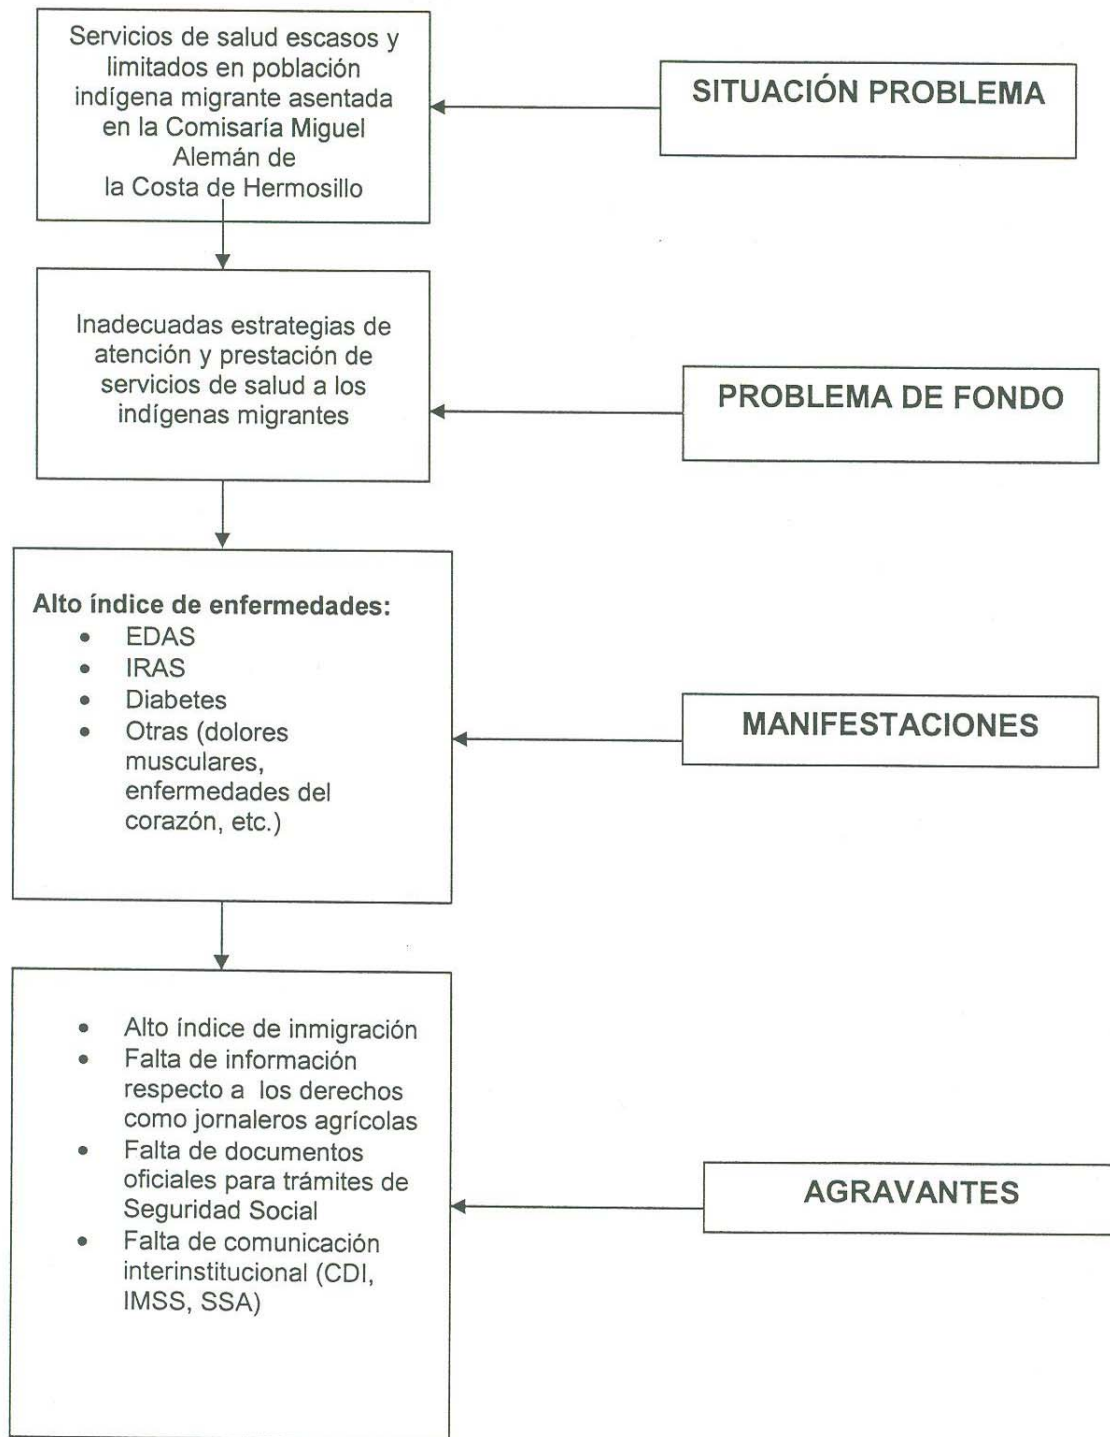 Servicios de salud escasos y
limitados en población
indígena migrante asentada
en la Comisaría Miguel
Alemán de
la Costa de Hermosillo
SITUACIÓN PROBLEMA
Inadecuadas estrategias de
atención y prestación de
servicios de salud a los
indígenas migrantes
PROBLEMA DE FONDO
Alto índice de enfermedades:
• EDAS
• IRAS
• Diabetes
• Otras (dolores
musculares,
enfermedades del
corazón, etc.)
MANIFESTACIONES
• Alto índice de inmigración
• Falta de información
respecto a los derechos
como jornaleros agrícolas
• Falta de documentos
oficiales para trámites de
Seguridad Social
• Falta de comunicación
interinstitucional (CDI,
IMSS, SSA)
AGRAVANTES